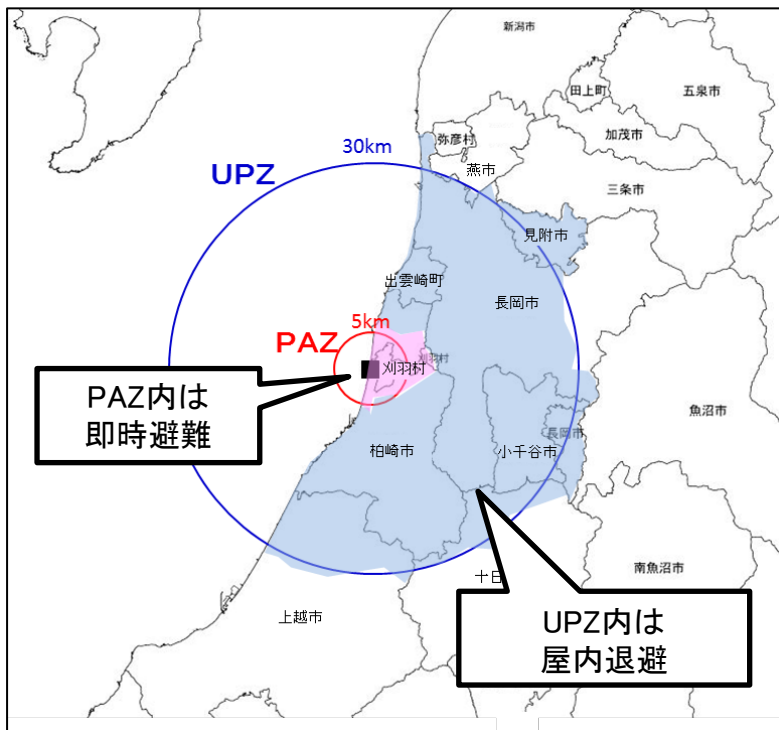 新潟市
田上町
五泉市
弥彦村
加茂市
30km
UPZ
燕市
三条市
見附市
出雲崎町
長岡市
5km
PAZ
刈羽村
刈羽村
PAZ内は
即時避難
魚沼市
長岡市
柏崎市
小千谷市
南魚沼市
十日
上越市
UPZ内は
屋内退避